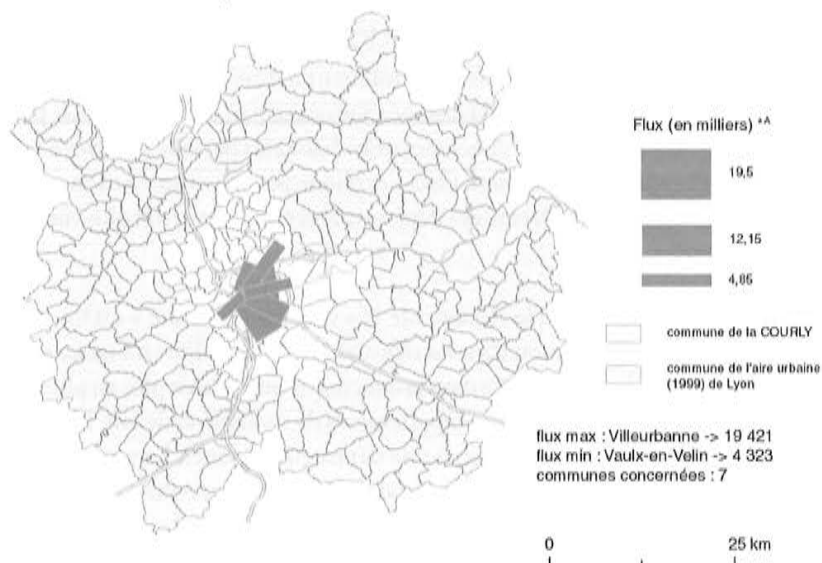 Flux (en milliers) *A
19,5
12,15
4,85
commune de la COURLY
commune de l'aire urbaine
(1999) de Lyon
flux max : Villeurbanne -> 19 421
flux min : Vaulx-en-Velin -> 4 323
communes concernées : 7
0 25 km